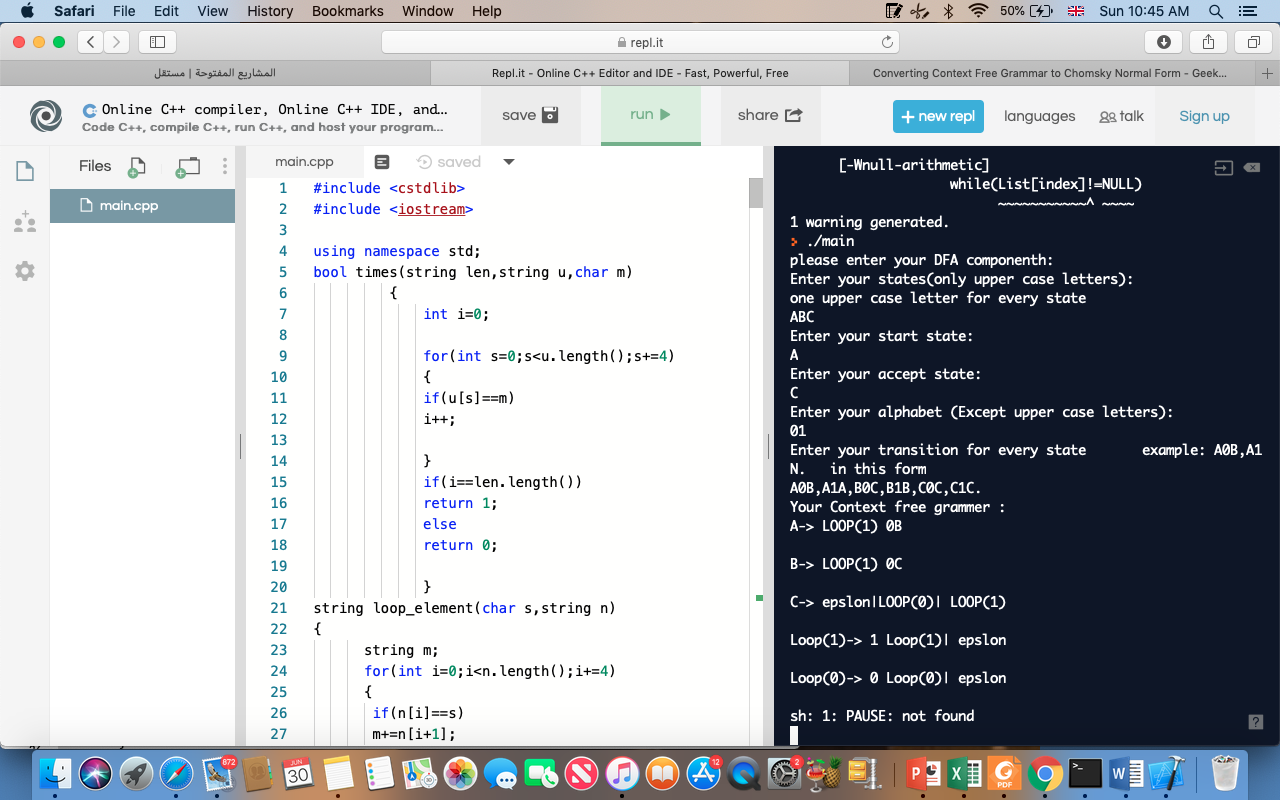 Safari File Edit View History Bookmarks Window Help 50% Sun 10:45 AM
repl.it
المشاريع المفتوحة | مستقل
Repl.it - Online C++ Editor and IDE - Fast, Powerful, Free
Converting Context Free Grammar to Chomsky Normal Form - Geek...
Online C++ compiler, Online C++ IDE, and...
Code C++, compile C++, run C++, and host your program...
save
run
share
+ new repl
languages
talk
Sign up
Files
main.cpp
main.cpp
saved
1 #include <cstdlib>
2 #include <iostream>
3
4 using namespace std;
5 bool times(string len,string u,char m)
6 {
7 int i=0;
8
9 for(int s=0;s<u.length();s+=4)
10 {
11 if(u[s]==m)
12 i++;
13
14 }
15 if(i==len.length())
16 return 1;
17 else
18 return 0;
19
20 }
21 string loop_element(char s,string n)
22 {
23 string m;
24 for(int i=0;i<n.length();i+=4)
25 {
26 if(n[i]==s)
27 m+=n[i+1];
[-Wnull-arithmetic]
while(List[index]!=NULL)
~~~~~~~~~~~^ ~~~~
1 warning generated.
> ./main
please enter your DFA componenth:
Enter your states(only upper case letters):
one upper case letter for every state
ABC
Enter your start state:
A
Enter your accept state:
C
Enter your alphabet (Except upper case letters):
01
Enter your transition for every state example: A0B,A1
N. in this form
A0B,A1A,B0C,B1B,C0C,C1C.
Your Context free grammer :
A-> LOOP(1) 0B
B-> LOOP(1) 0C
C-> epslon|LOOP(0)| LOOP(1)
Loop(1)-> 1 Loop(1)| epslon
Loop(0)-> 0 Loop(0)| epslon
sh: 1: PAUSE: not found
?
872
JUN
30
12
2
PDF